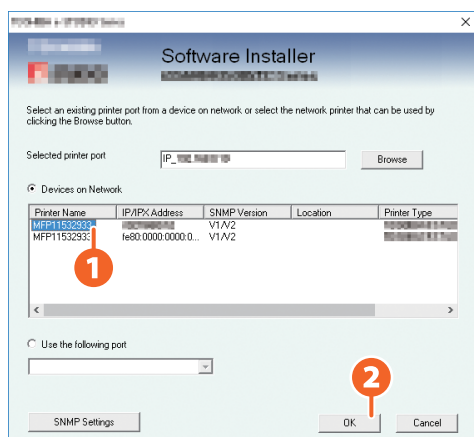 Software Installer
Select an existing printer port from a device on network or select the network printer that can be used by
clicking the Browse button.
Selected printer port
IP_
Browse
Devices on Network
Printer Name IP/IPX Address SNMP Version Location Printer Type
MFP11532933 V1/V2
MFP11532933 fe80:0000:0000:0... V1/V2
1
Use the following port
2
SNMP Settings OK Cancel